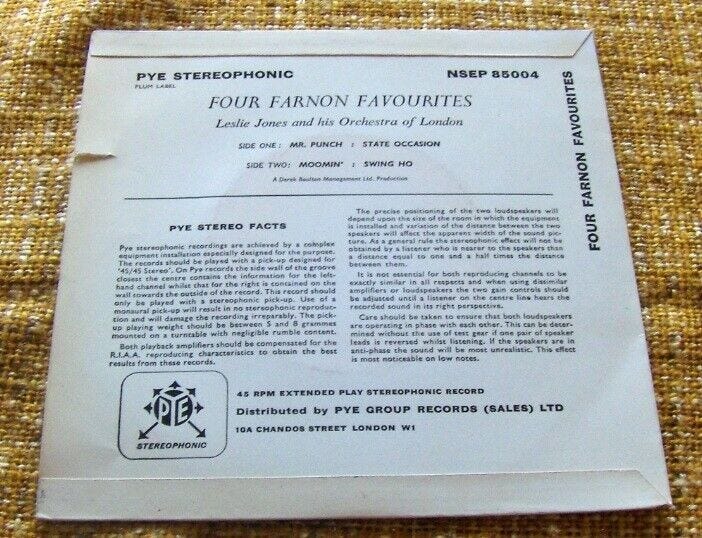 PYE STEREOPHONIC
PLUM LABEL
NSEP 85004
FOUR FARNON FAVOURITES
Leslie Jones and his Orchestra of London
SIDE ONE: MR. PUNCH : STATE OCCASION
SIDE TWO: MOOMIN' : SWING HO
A Derek Boulton Management Ltd. Production
FOUR FARNON FAVOURITES
PYE STEREO FACTS
Pye stereophonic recordings are achieved by a complex
equipment installation especially designed for the purpose.
The records should be played with a pick-up designed for
'45/45 Stereo'. On Pye records the side wall of the groove
closest the centre contains the information for the left-
hand channel whilst that for the right is contained on the
wall towards the outside of the record. This record should
only be played with a stereophonic pick-up. Use of a
monaural pick-up will result in no stereophonic reproduc-
tion and will damage the recording irreparably. The pick-
up playing weight should be between 5 and 8 grammes
mounted on a turntable with negligible rumble content.
Both playback amplifiers should be compensated for the
R.I.A.A. reproducing characteristics to obtain the best
results from these records.
The precise positioning of the two loudspeakers will
depend upon the size of the room in which the equipment
is installed and variation of the distance between the two
speakers will affect the apparent width of the sound pic-
ture. As a general rule the stereophonic effect will not be
obtained by a listener who is nearer to the speakers than
a distance equal to one and a half times the distance
between them.
It is not essential for both reproducing channels to be
exactly similar in all respects and when using dissimilar
amplifiers or loudspeakers the two gain controls should
be adjusted until a listener on the centre line hears the
recorded sound in its right perspective.
Care should be taken to ensure that both loudspeakers
are operating in phase with each other. This can be deter-
mined without the use of test gear if one pair of speaker
leads is reversed whilst listening. If the speakers are in
anti-phase the sound will be most unrealistic. This effect
is most noticeable on low notes.
PYE
STEREOPHONIC
45 RPM EXTENDED PLAY STEREOPHONIC RECORD
Distributed by PYE GROUP RECORDS (SALES) LTD
10A CHANDOS STREET LONDON W1